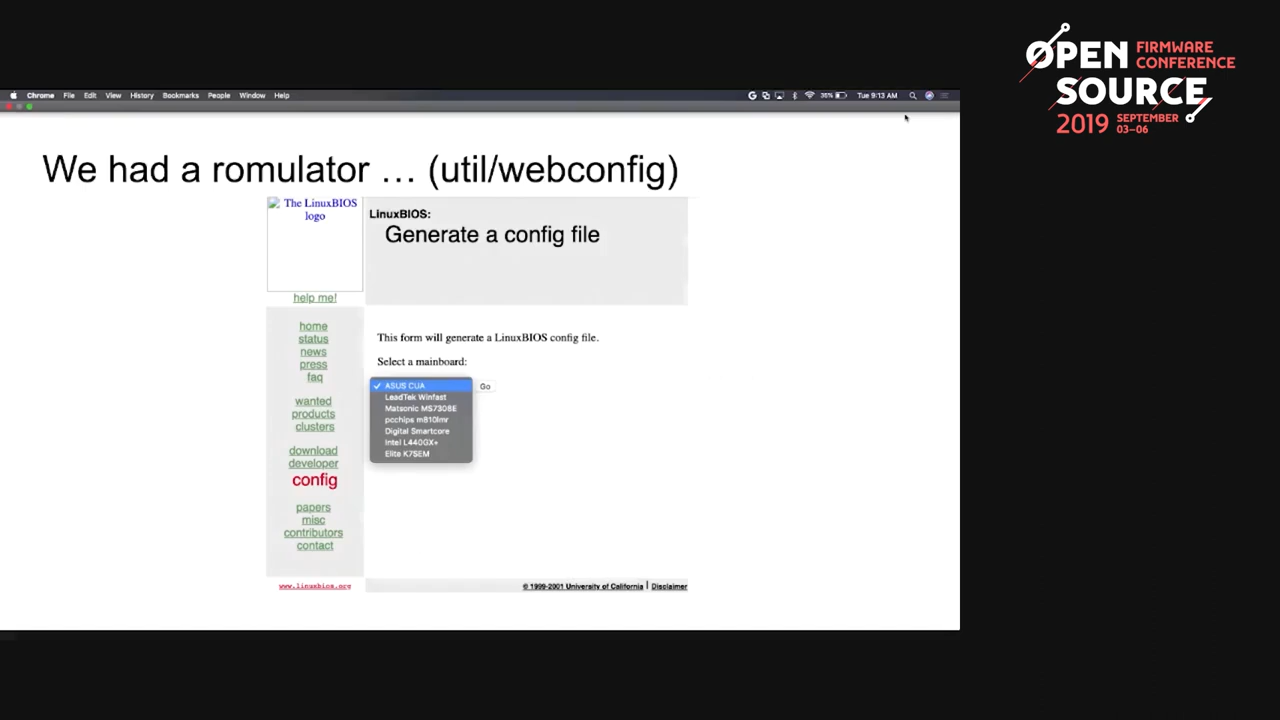 OPEN FIRMWARE CONFERENCE
SOURCE
2019 SEPTEMBER 03–06
Chrome File Edit View History Bookmarks People Window Help
35% Tue 9:13 AM
We had a romulator … (util/webconfig)
The LinuxBIOS logo
LinuxBIOS:
Generate a config file
help me!
home
status
news
press
faq
wanted
products
clusters
download
developer
config
papers
misc
contributors
contact
This form will generate a LinuxBIOS config file.
Select a mainboard:
ASUS CUA
Go
LeadTek Winfast
Matsonic MS7308E
pcchips m810lmr
Digital Smartcore
Intel L440GX+
Elite K7SEM
www.linuxbios.org
© 1999-2001 University of California | Disclaimer